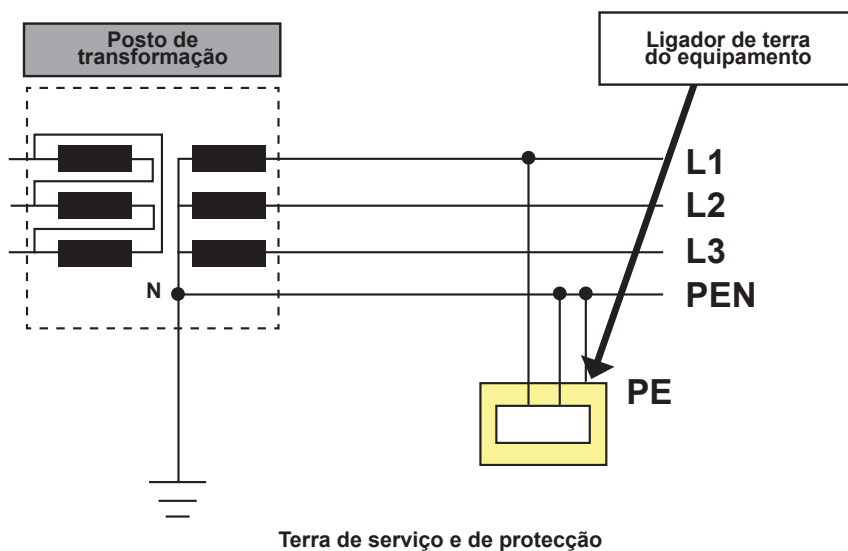 Posto de
transformação
Ligador de terra
do equipamento
L1
L2
L3
N
PEN
PE
Terra de serviço e de protecção